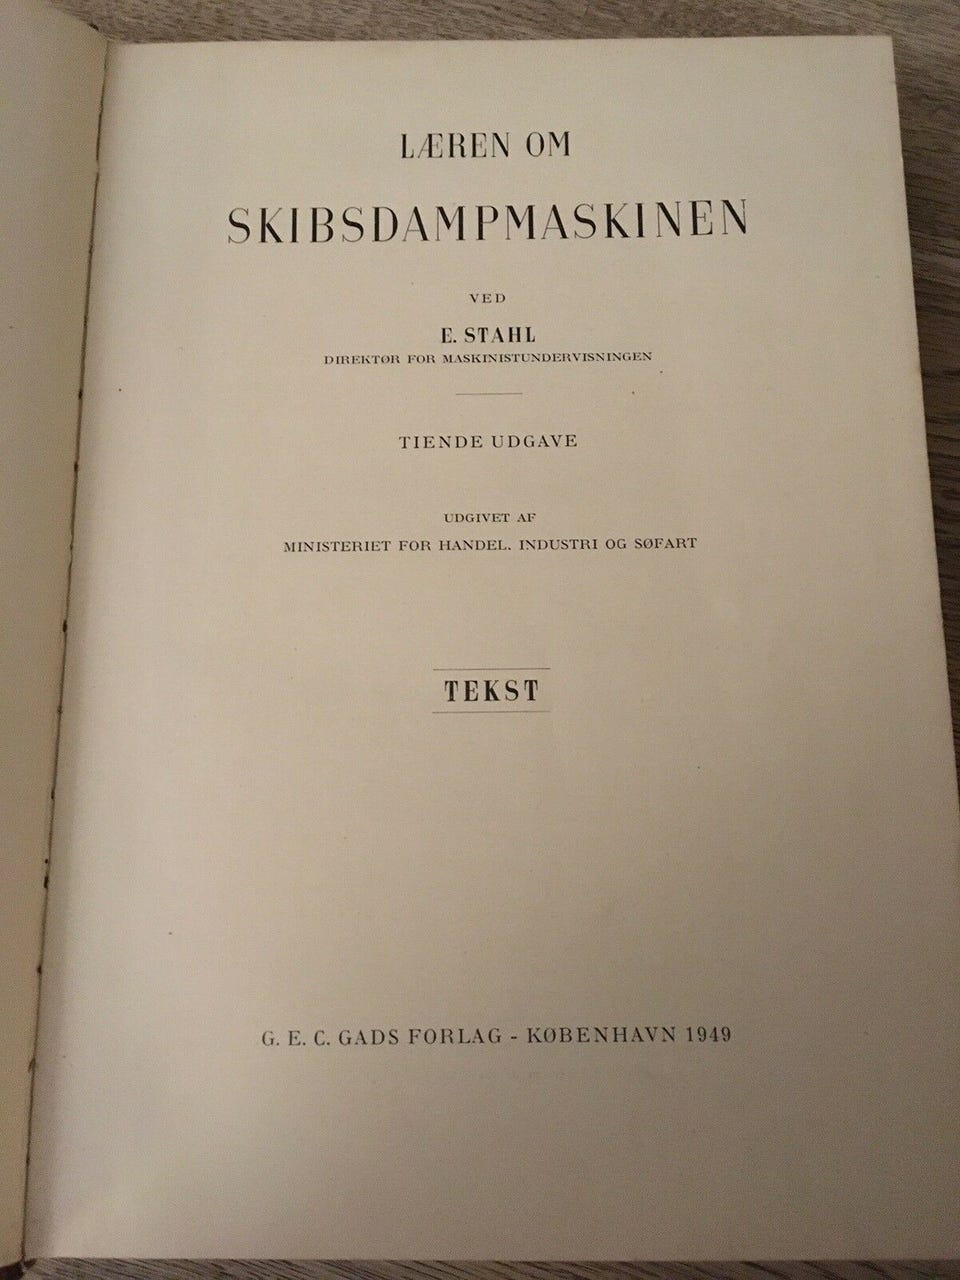 LÆREN OM
SKIBSDAMPMASKINEN
VED
E. STAHL
DIREKTØR FOR MASKINISTUNDERVISNINGEN
TIENDE UDGAVE
UDGIVET AF
MINISTERIET FOR HANDEL. INDUSTRI OG SØFART
TEKST
G. E. C. GADS FORLAG - KØBENHAVN 1949